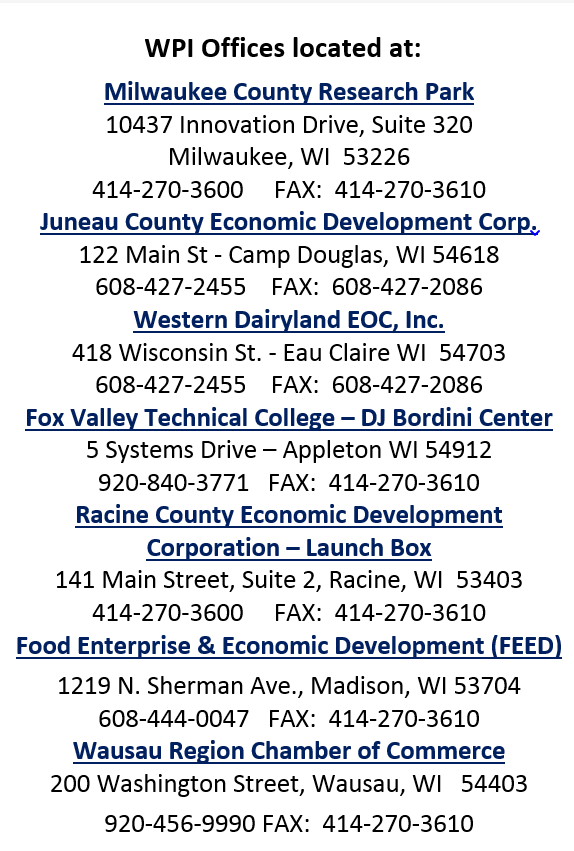 WPI Offices located at:
Milwaukee County Research Park
10437 Innovation Drive, Suite 320
Milwaukee, WI  53226
414-270-3600     FAX:  414-270-3610
Juneau County Economic Development Corp.
122 Main St - Camp Douglas, WI 54618
608-427-2455    FAX:  608-427-2086
Western Dairyland EOC, Inc.
418 Wisconsin St. - Eau Claire WI  54703
608-427-2455    FAX:  608-427-2086
Fox Valley Technical College – DJ Bordini Center
5 Systems Drive – Appleton WI 54912
920-840-3771   FAX:  414-270-3610
Racine County Economic Development
Corporation – Launch Box
141 Main Street, Suite 2, Racine, WI  53403
414-270-3600     FAX:  414-270-3610
Food Enterprise & Economic Development (FEED)
1219 N. Sherman Ave., Madison, WI 53704
608-444-0047   FAX:  414-270-3610
Wausau Region Chamber of Commerce
200 Washington Street, Wausau, WI   54403
920-456-9990 FAX:  414-270-3610